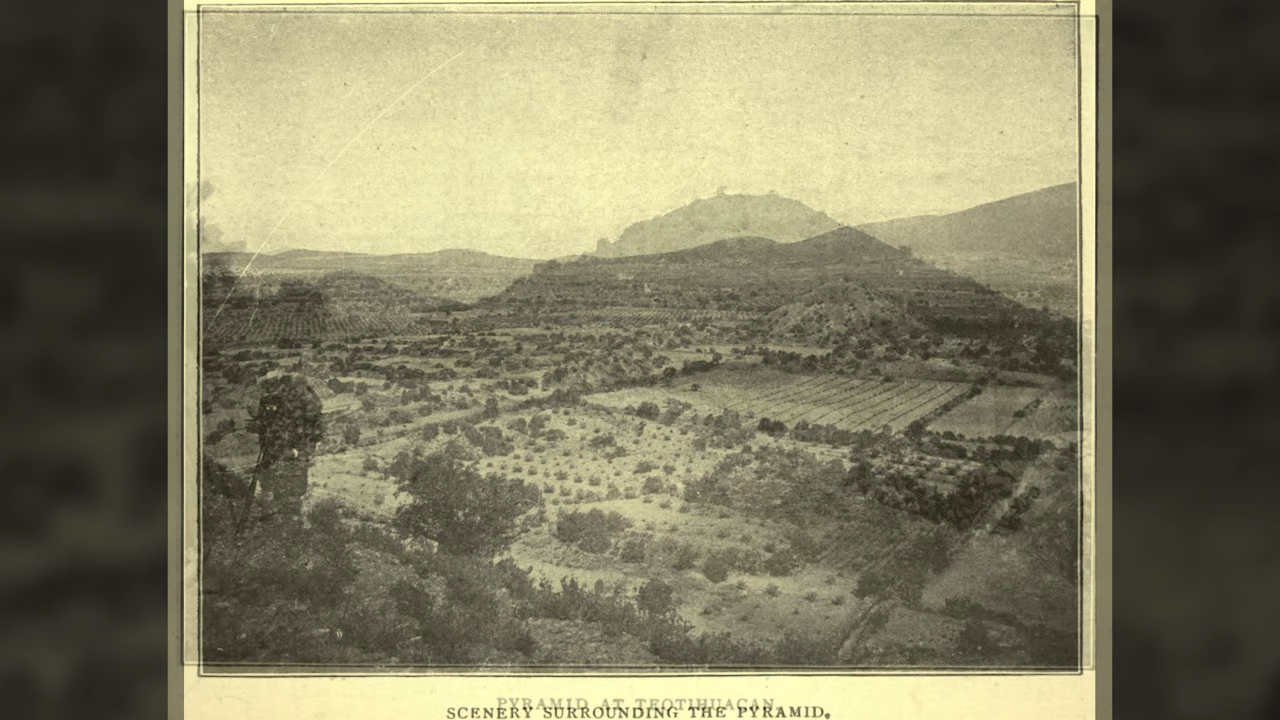 PYRAMID AT TEOTIHUACAN.
SCENERY SURROUNDING THE PYRAMID.